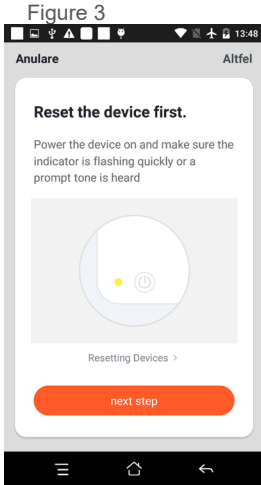 Figure 3
13:48
Anulare Altfel
Reset the device first.
Power the device on and make sure the
indicator is flashing quickly or a
prompt tone is heard
Resetting Devices >
next step